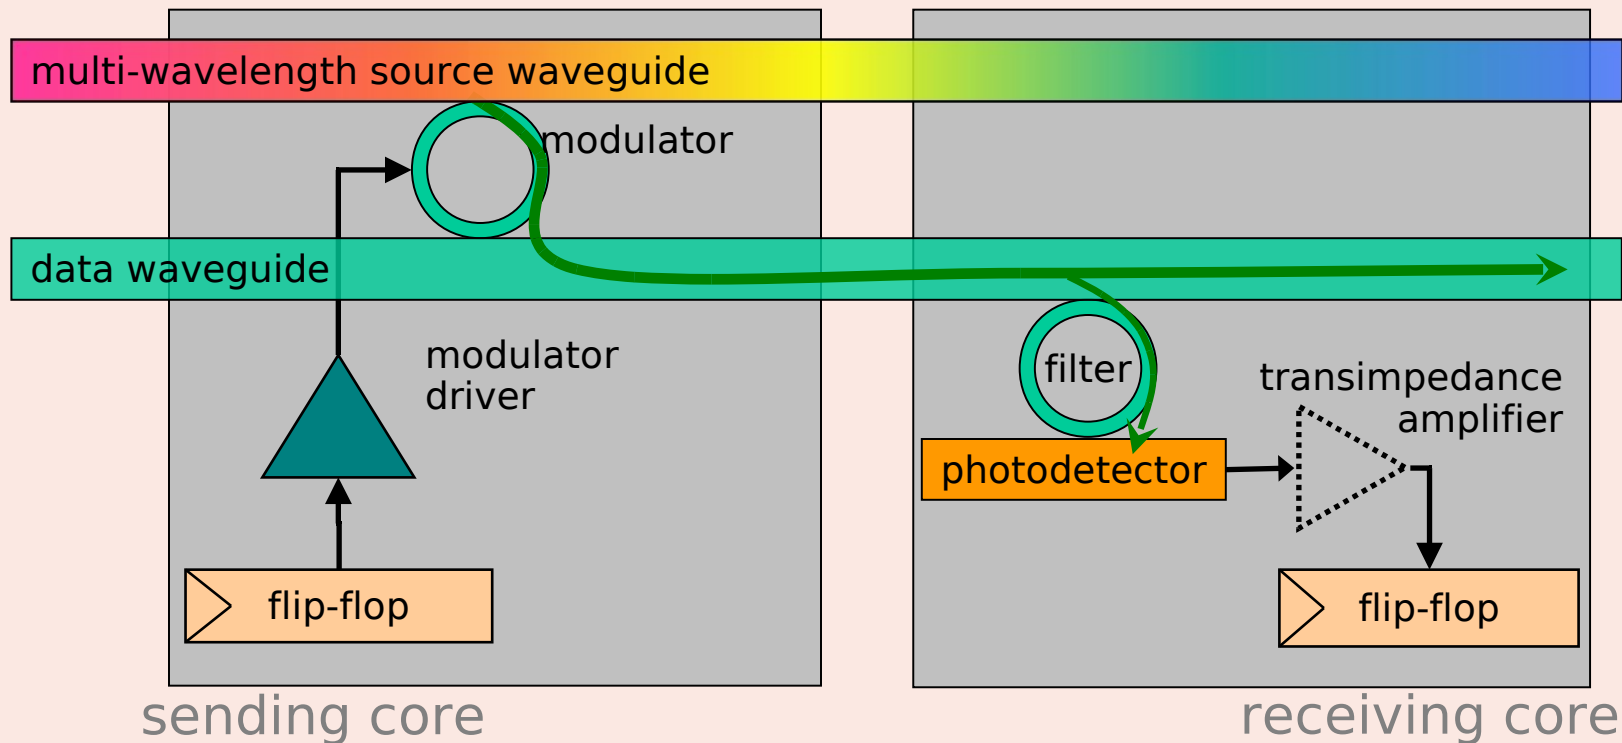 multi-wavelength source waveguide
modulator
data waveguide
modulator
driver
filter
transimpedance
amplifier
photodetector
flip-flop
flip-flop
sending core
receiving core